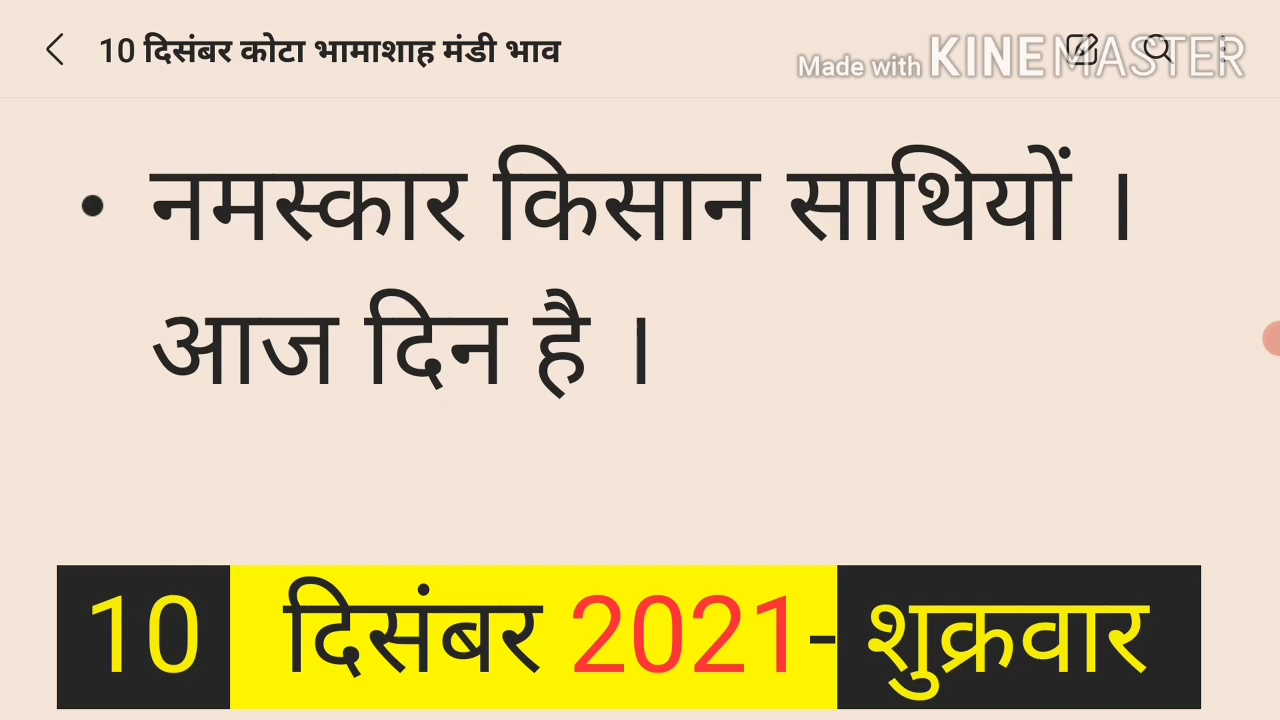 10 दिसंबर कोटा भामाशाह मंडी भाव
Made with KINEMASTER
• नमस्कार किसान साथियों ।
आज दिन है ।
10 दिसंबर 2021- शुक्रवार